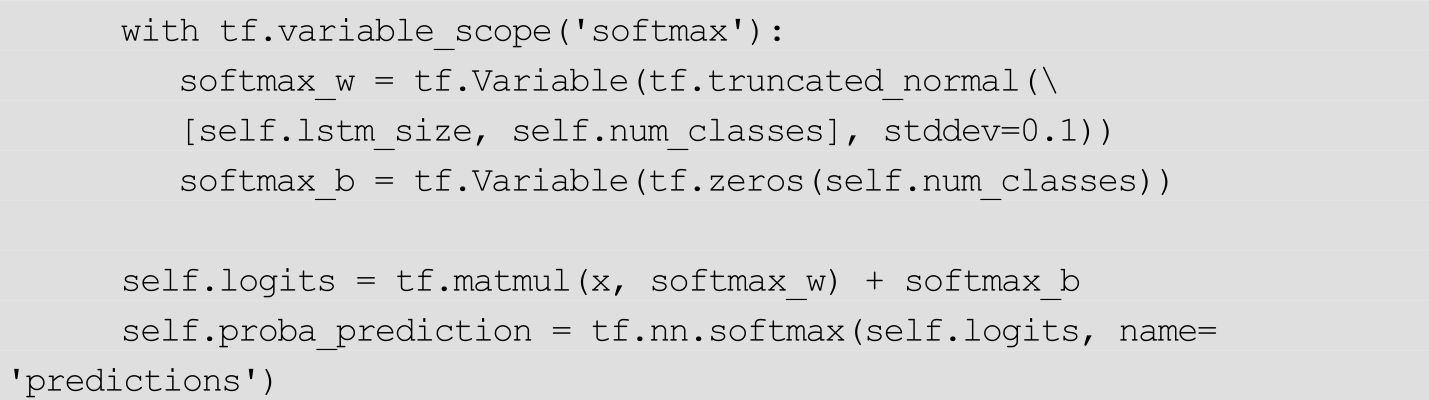 with tf.variable_scope('softmax'):
softmax_w = tf.Variable(tf.truncated_normal(\
[self.lstm_size, self.num_classes], stddev=0.1))
softmax_b = tf.Variable(tf.zeros(self.num_classes))
self.logits = tf.matmul(x, softmax_w) + softmax_b
self.proba_prediction = tf.nn.softmax(self.logits, name=
'predictions')